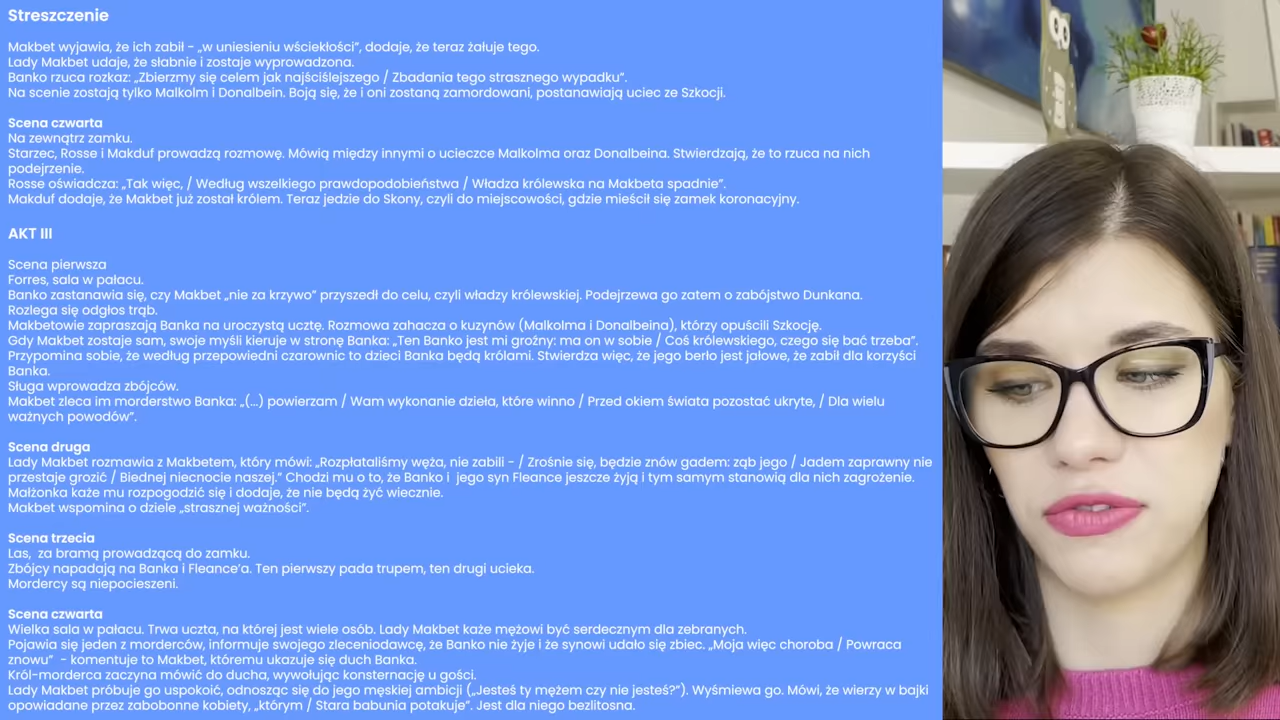 Streszczenie
Makbet wyjawia, że ich zabił - „w uniesieniu wściekłości”, dodaje, że teraz żałuje tego.
Lady Makbet udaje, że słabnie i zostaje wyprowadzona.
Banko rzuca rozkaz: „Zbierzmy się celem jak najściślejszego / Zbadania tego strasznego wypadku”.
Na scenie zostają tylko Malkolm i Donalbein. Boją się, że i oni zostaną zamordowani, postanawiają uciec ze Szkocji.
Scena czwarta
Na zewnątrz zamku.
Starzec, Rosse i Makduf prowadzą rozmowę. Mówią między innymi o ucieczce Malkolma oraz Donalbeina. Stwierdzają, że to rzuca na nich
podejrzenie.
Rosse oświadcza: „Tak więc, / Według wszelkiego prawdopodobieństwa / Władza królewska na Makbeta spadnie”.
Makduf dodaje, że Makbet już został królem. Teraz jedzie do Skony, czyli do miejscowości, gdzie mieścił się zamek koronacyjny.
AKT III
Scena pierwsza
Forres, sala w pałacu.
Banko zastanawia się, czy Makbet „nie za krzywo” przyszedł do celu, czyli władzy królewskiej. Podejrzewa go zatem o zabójstwo Dunkana.
Rozlega się odgłos trąb.
Makbetowie zapraszają Banka na uroczystą ucztę. Rozmowa zahacza o kuzynów (Malkolma i Donalbeina), którzy opuścili Szkocję.
Gdy Makbet zostaje sam, swoje myśli kieruje w stronę Banka: „Ten Banko jest mi groźny: ma on w sobie / Coś królewskiego, czego się bać trzeba”.
Przypomina sobie, że według przepowiedni czarownic to dzieci Banka będą królami. Stwierdza więc, że jego berło jest jałowe, że zabił dla korzyści
Banka.
Sługa wprowadza zbójców.
Makbet zleca im morderstwo Banka: „(...) powierzam / Wam wykonanie dzieła, które winno / Przed okiem świata pozostać ukryte, / Dla wielu
ważnych powodów”.
Scena druga
Lady Makbet rozmawia z Makbetem, który mówi: „Rozpłataliśmy węża, nie zabili - / Zrośnie się, będzie znów gadem: ząb jego / Jadem zaprawny nie
przestaje grozić / Biednej niecnocie naszej.” Chodzi mu o to, że Banko i  jego syn Fleance jeszcze żyją i tym samym stanowią dla nich zagrożenie.
Małżonka każe mu rozpogodzić się i dodaje, że nie będą żyć wiecznie.
Makbet wspomina o dziele „strasznej ważności”.
Scena trzecia
Las,  za bramą prowadzącą do zamku.
Zbójcy napadają na Banka i Fleance’a. Ten pierwszy pada trupem, ten drugi ucieka.
Mordercy są niepocieszeni.
Scena czwarta
Wielka sala w pałacu. Trwa uczta, na której jest wiele osób. Lady Makbet każe mężowi być serdecznym dla zebranych.
Pojawia się jeden z morderców, informuje swojego zleceniodawcę, że Banko nie żyje i że synowi udało się zbiec. „Moja więc choroba / Powraca
znowu”  - komentuje to Makbet, któremu ukazuje się duch Banka.
Król-morderca zaczyna mówić do ducha, wywołując konsternację u gości.
Lady Makbet próbuje go uspokoić, odnosząc się do jego męskiej ambicji („Jesteś ty mężem czy nie jesteś?”). Wyśmiewa go. Mówi, że wierzy w bajki
opowiadane przez zabobonne kobiety, „którym / Stara babunia potakuje”. Jest dla niego bezlitosna.